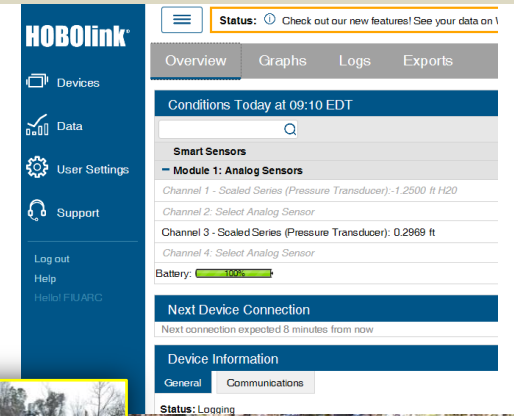 HOBOlink®
Status: Check out our new features! See your data on
Overview Graphs Logs Exports
Devices
Data
User Settings
Support
Log out
Help
Hello! FIUARC
Conditions Today at 09:10 EDT
Smart Sensors
Module 1: Analog Sensors
Channel 1 - Scaled Series (Pressure Transducer):-1.2500 ft H20
Channel 2: Select Analog Sensor
Channel 3 - Scaled Series (Pressure Transducer): 0.2969 ft
Channel 4: Select Analog Sensor
Battery: 100%
Next Device Connection
Next connection expected 8 minutes from now
Device Information
General Communications
Status: Logging